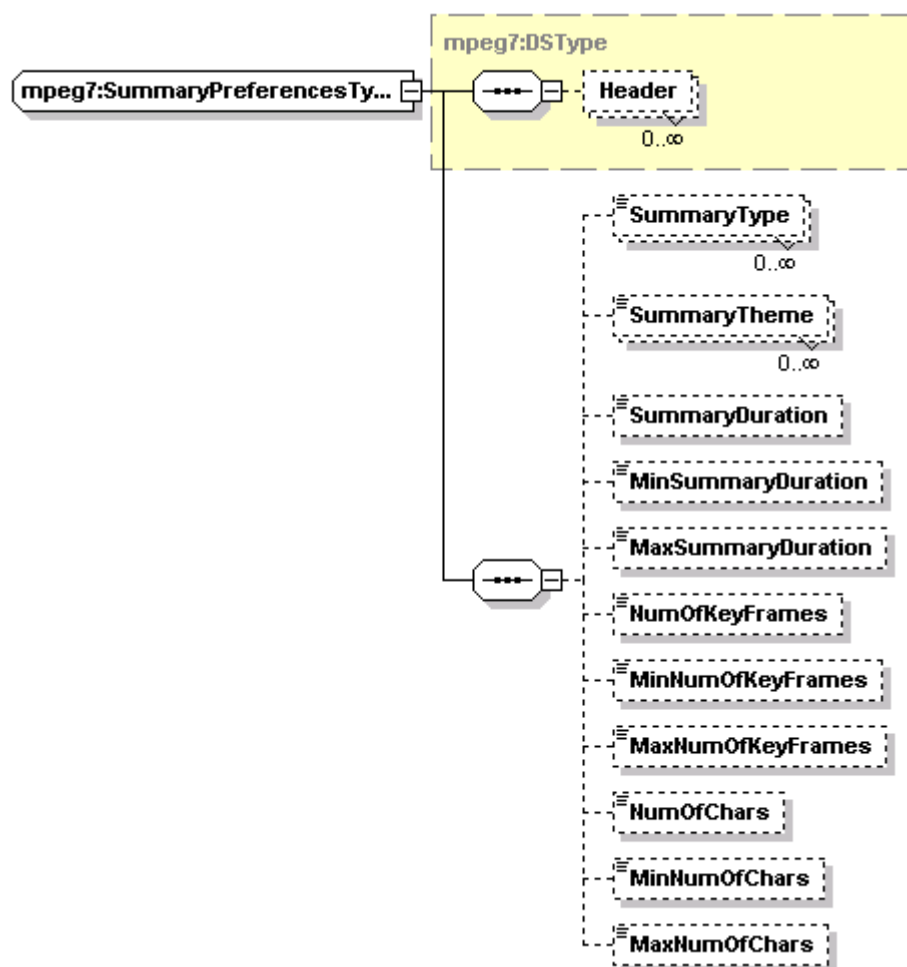 mpeg7:DSType
mpeg7:SummaryPreferencesTy...
Header
0..∞
SummaryType
0..∞
SummaryTheme
0..∞
SummaryDuration
MinSummaryDuration
MaxSummaryDuration
NumOfKeyFrames
MinNumOfKeyFrames
MaxNumOfKeyFrames
NumOfChars
MinNumOfChars
MaxNumOfChars